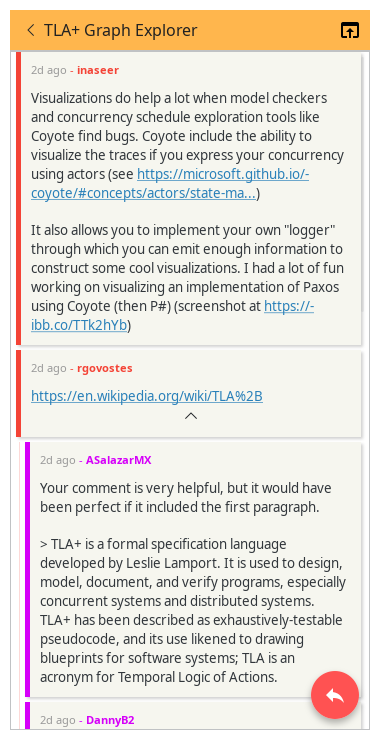 TLA+ Graph Explorer
2d ago - inaseer
Visualizations do help a lot when model checkers
and concurrency schedule exploration tools like
Coyote find bugs. Coyote include the ability to
visualize the traces if you express your concurrency
using actors (see https://microsoft.github.io/-
coyote/#concepts/actors/state-ma...)
It also allows you to implement your own "logger"
through which you can emit enough information to
construct some cool visualizations. I had a lot of fun
working on visualizing an implementation of Paxos
using Coyote (then P#) (screenshot at https://-
ibb.co/TTk2hYb)
2d ago - rgovostes
https://en.wikipedia.org/wiki/TLA%2B
2d ago - ASalazarMX
Your comment is very helpful, but it would have
been perfect if it included the first paragraph.
> TLA+ is a formal specification language
developed by Leslie Lamport. It is used to design,
model, document, and verify programs, especially
concurrent systems and distributed systems.
TLA+ has been described as exhaustively-testable
pseudocode, and its use likened to drawing
blueprints for software systems; TLA is an
acronym for Temporal Logic of Actions.
2d ago - DannyB2